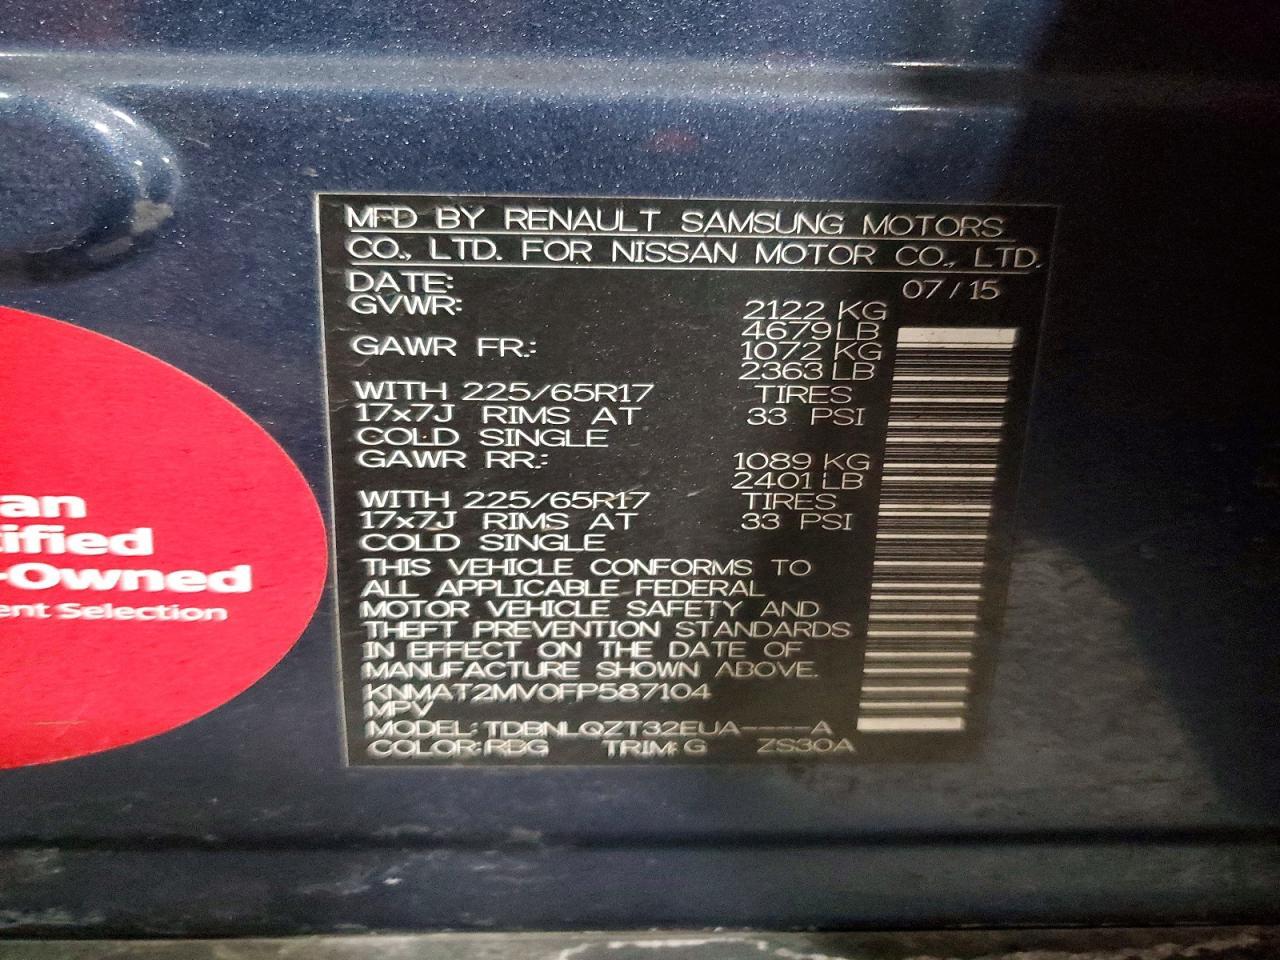 MFD BY RENAULT SAMSUNG MOTORS
CO., LTD. FOR NISSAN MOTOR CO., LTD.
DATE: 07/15
GVWR: 2122 KG
4679 LB
GAWR FR.: 1072 KG
2363 LB
WITH 225/65R17 TIRES
17x7J RIMS AT 33 PSI
COLD SINGLE
GAWR RR.: 1089 KG
2401 LB
WITH 225/65R17 TIRES
17x7J RIMS AT 33 PSI
COLD SINGLE
THIS VEHICLE CONFORMS TO
ALL APPLICABLE FEDERAL
MOTOR VEHICLE SAFETY AND
THEFT PREVENTION STANDARDS
IN EFFECT ON THE DATE OF
MANUFACTURE SHOWN ABOVE.
KNMAT2MV0FP587104
MPV
MODEL: TDBNLQZT32EUA----A
COLOR: RBG TRIM: G ZS30A
an
ified
-Owned
ent Selection